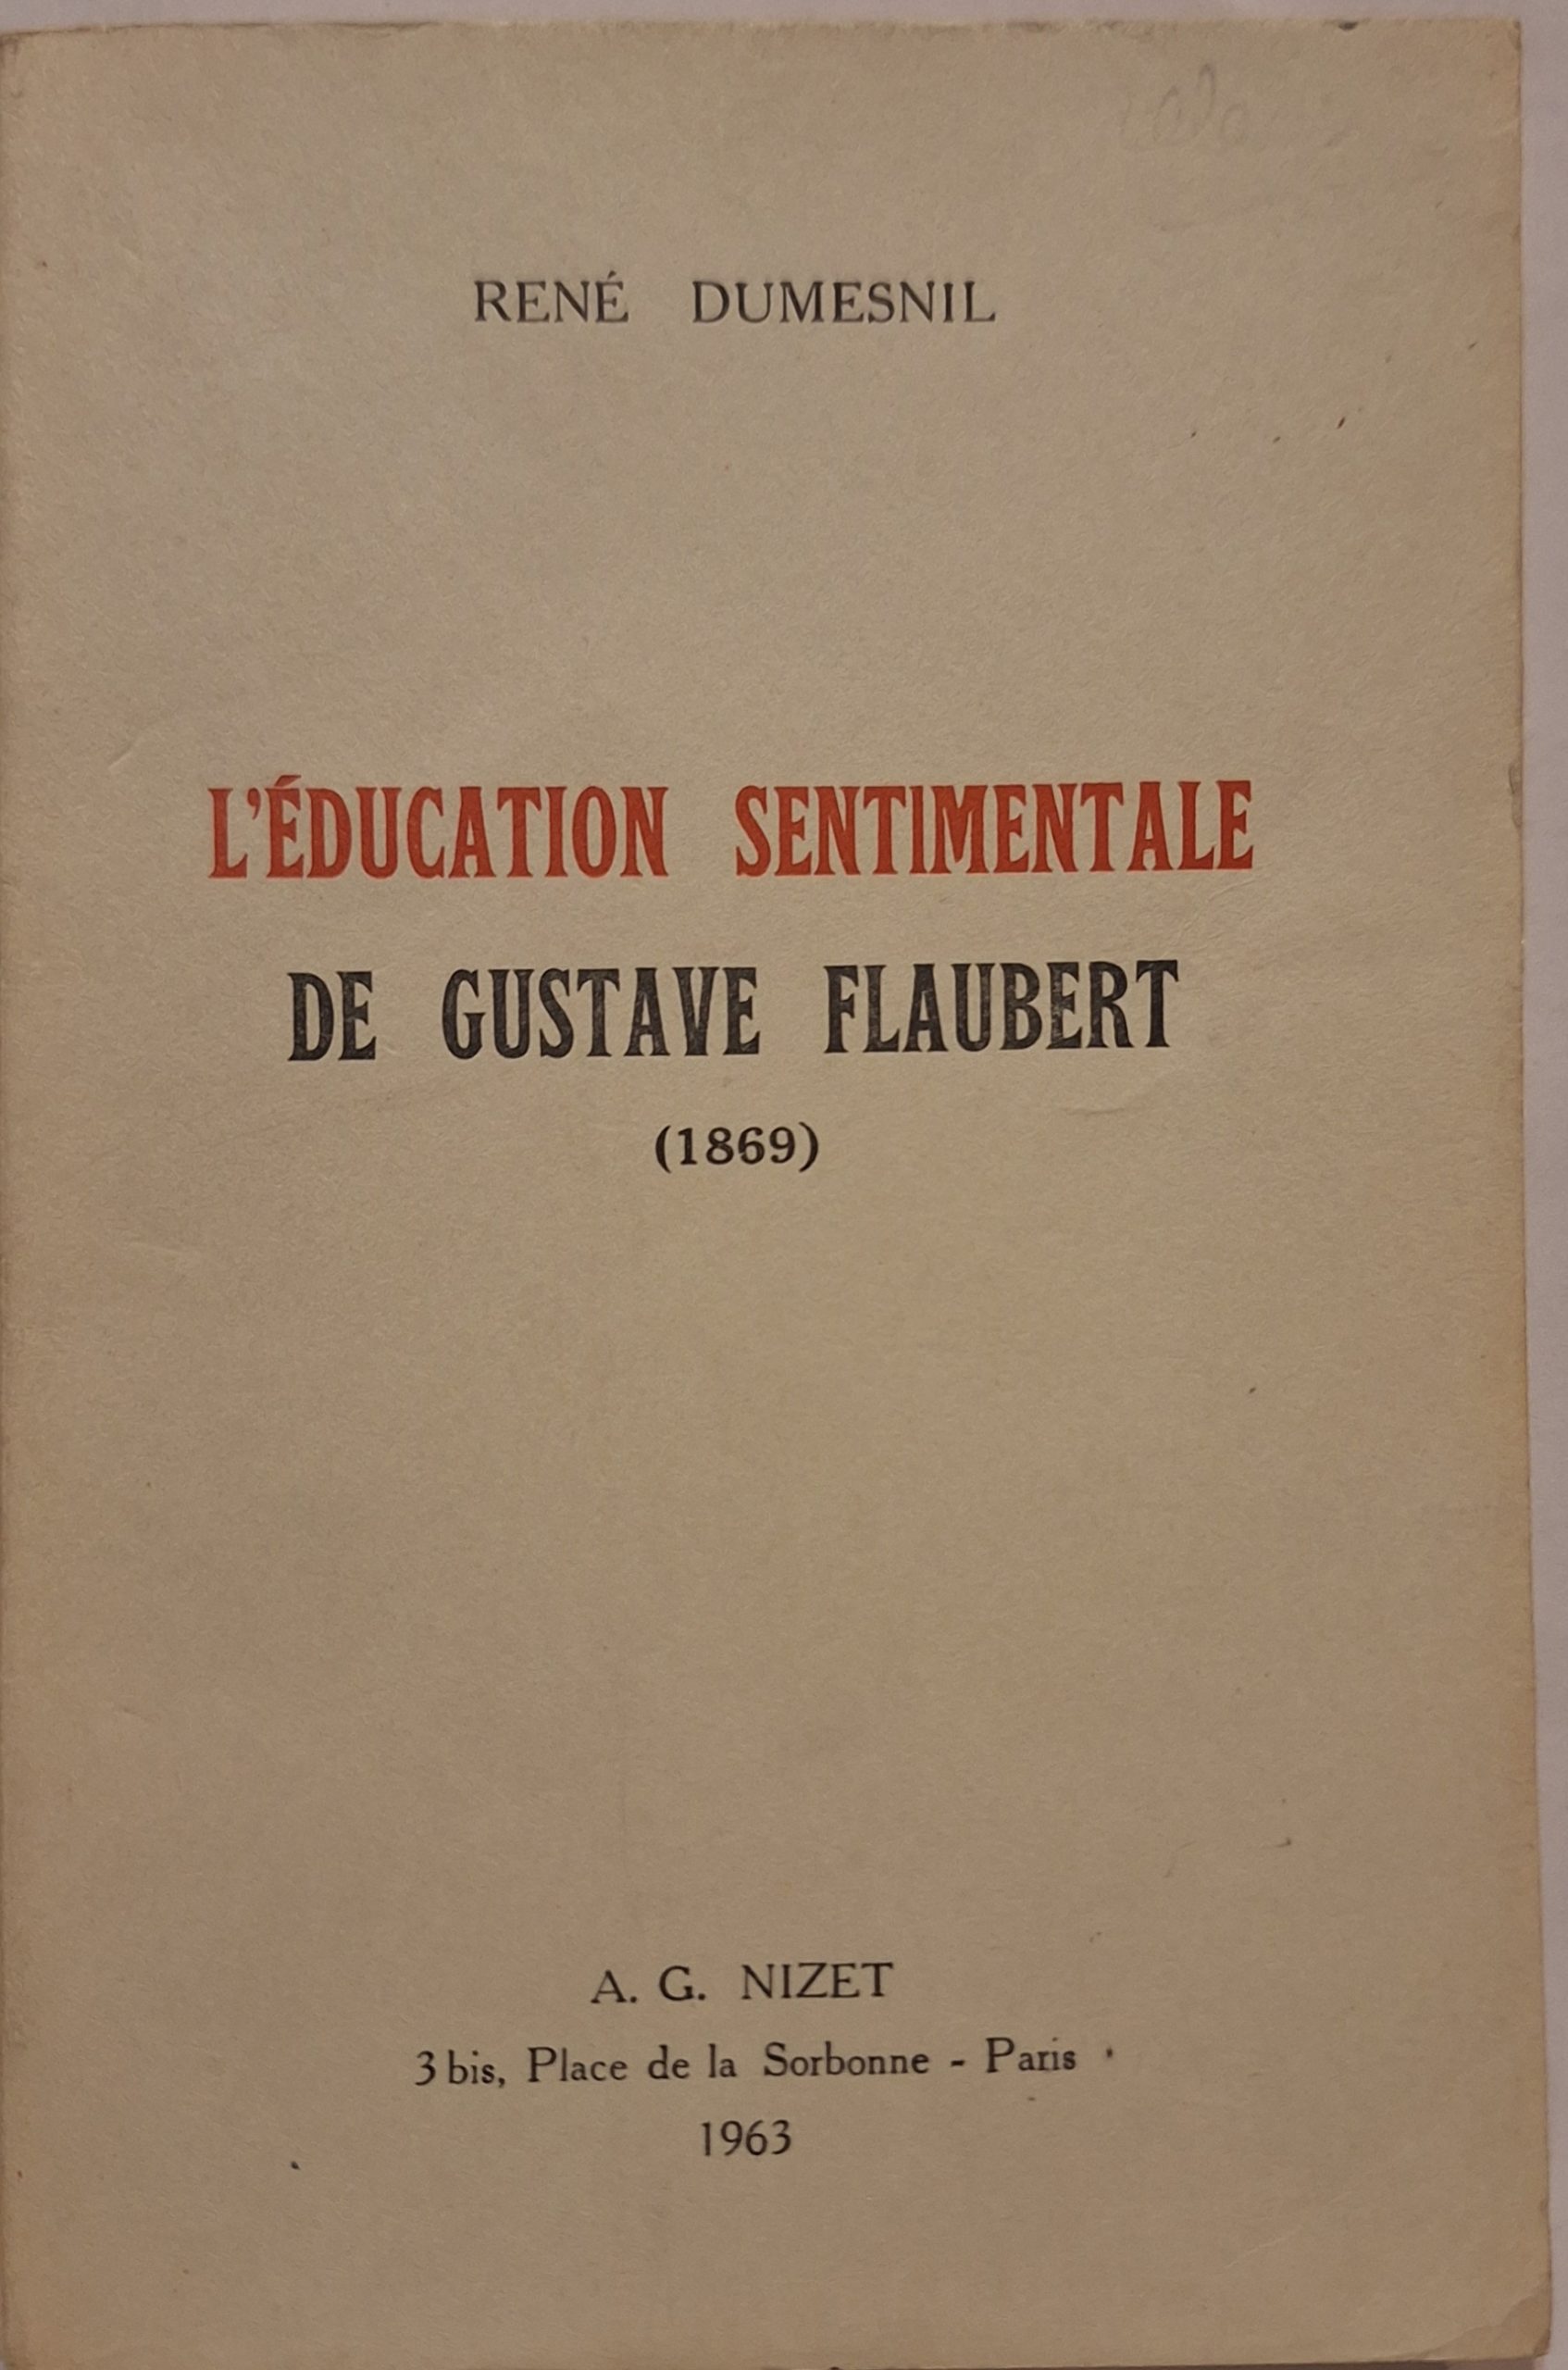 RENÉ DUMESNIL
L'ÉDUCATION SENTIMENTALE
DE GUSTAVE FLAUBERT
(1869)
A. G. NIZET
3 bis, Place de la Sorbonne - Paris
1963